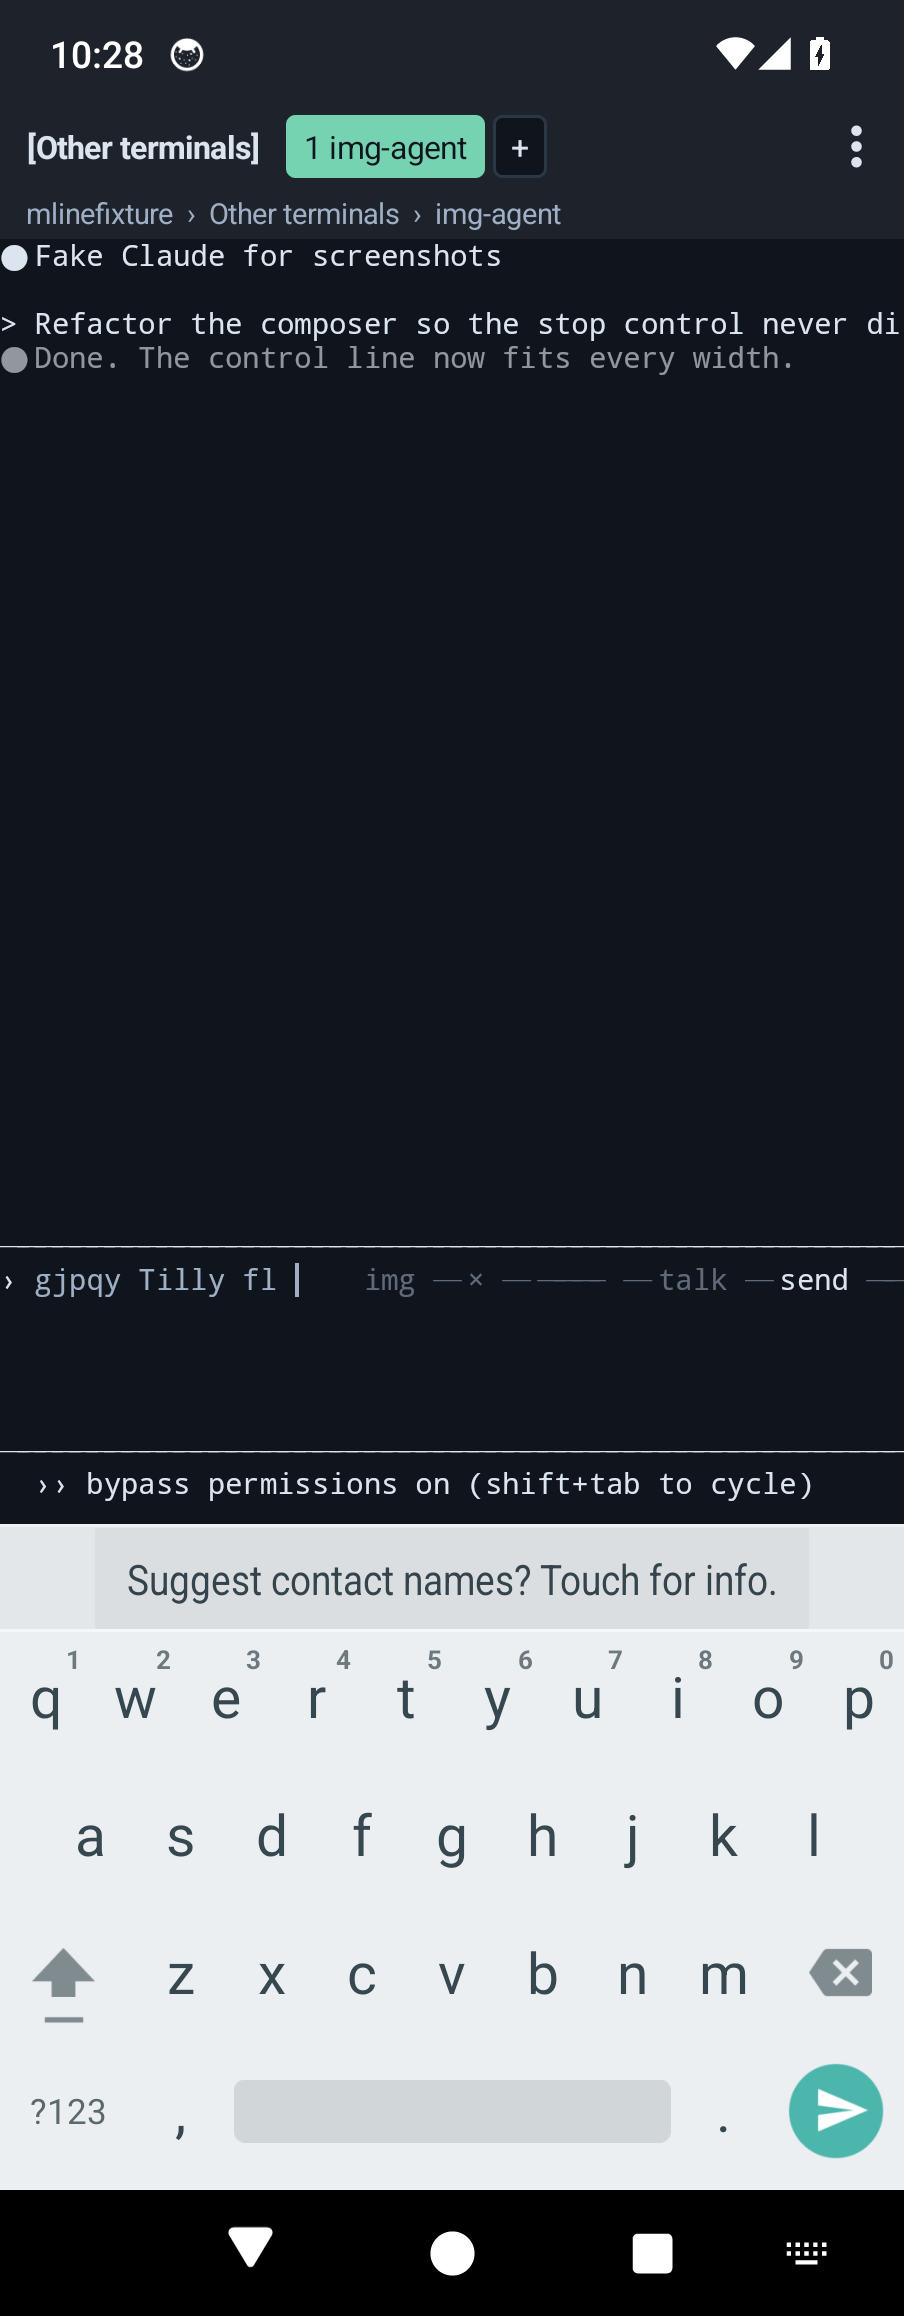 10:28
[Other terminals] 1 img-agent +
mlinefixture › Other terminals › img-agent
Fake Claude for screenshots
> Refactor the composer so the stop control never di
Done. The control line now fits every width.
› gjpqy Tilly fl img × talk send
›› bypass permissions on (shift+tab to cycle)
Suggest contact names? Touch for info.
1 2 3 4 5 6 7 8 9 0
q w e r t y u i o p
a s d f g h j k l
z x c v b n m
?123 , .